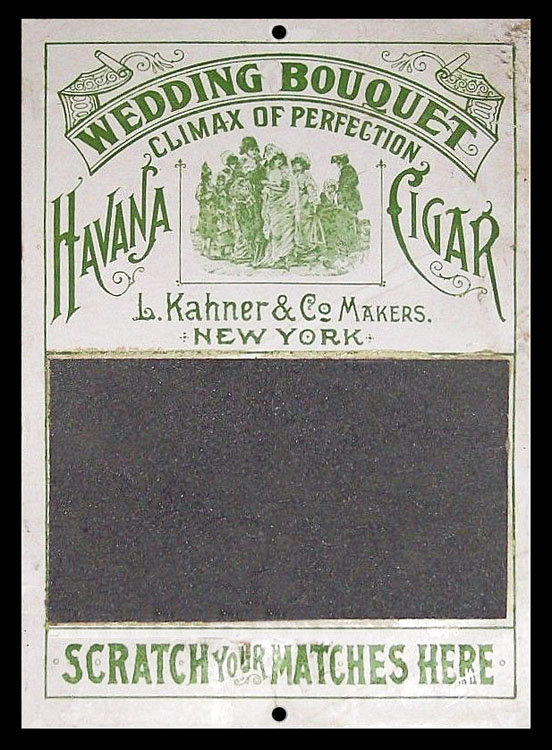 WEDDING BOUQUET
CLIMAX OF PERFECTION
HAVANA CIGAR
L. Kahner & Co Makers.
NEW YORK
SCRATCH YOUR MATCHES HERE